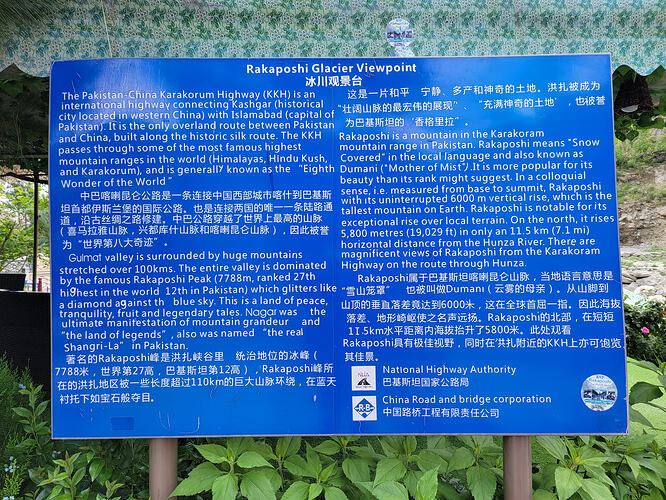 Rakaposhi Glacier Viewpoint
冰川观景台
The Pakistan-China Karakorum Highway (KKH) is an
international highway connecting Kashgar (historical
city located in western China) with Islamabad (capital of
Pakistan). It is the only overland route between Pakistan
and China, built along the historic silk route. The KKH
passes through some of the most famous highest
mountain ranges in the world (Himalayas, Hindu Kush,
and Karakorum), and is generally known as the "Eighth
Wonder of the World"
中巴喀喇昆仑公路是一条连接中国西部城市喀什到巴基斯
坦首都伊斯兰堡的国际公路。也是连接两国的唯一一条陆路通
道，沿古丝绸之路修建。中巴公路穿越了世界上最高的山脉
（喜马拉雅山脉，兴都库什山脉和喀喇昆仑山脉），因此被誉
为"世界第八大奇迹"。
Gulmat valley is surrounded by huge mountains
stretched over 100kms. The entire valley is dominated
by the famous Rakaposhi Peak (7788m, ranked 27th
highest in the world 12th in Pakistan) which glitters like
a diamond against th blue sky. This is a land of peace,
tranquility, fruit and legendary tales. Nagar was the
ultimate manifestation of mountain grandeur and
"the land of legends", also was named "the real
Shangri-La" in Pakistan.
著名的Rakaposhi峰是洪扎峡谷里 统治地位的冰峰（
7788米，世界第27高，巴基斯坦第12高），Rakaposhi峰所
在的洪扎地区被一些长度超过110km的巨大山脉环绕，在蓝天
衬托下如宝石般夺目。
这是一片和平 宁静、多产和神奇的土地。洪扎被成为
"壮阔山脉的最宏伟的展现"、"充满神奇的土地'，也被誉
为巴基斯坦的"香格里拉"。
Rakaposhi is a mountain in the Karakoram
mountain range in Pakistan. Rakaposhi means "Snow
Covered" in the local language and also known as
Dumani ("Mother of Mist").It is more popular for its
beauty than its rank might suggest. In a colloquial
sense, i.e. measured from base to summit, Rakaposhi
with its uninterrupted 6000 m vertical rise, which is the
tallest mountain on Earth. Rakaposhi is notable for its
exceptional rise over local terrain. On the north, it rises
5,800 metres (19,029 ft) in only an 11.5 km (7.1 mi)
horizontal distance from the Hunza River. There are
magnificent views of Rakaposhi from the Karakoram
Highway on the route through Hunza.
Rakaposhi属于巴基斯坦喀喇昆仑山脉，当地语言意思是
"雪山笼罩" 也被叫做Dumani（云雾的母亲）。从山脚到
山顶的垂直落差竟达到6000米，这在全球首屈一指。因此海拔
落差、地形崎岖使之名声远扬。Rakaposhi的北部，在短短
11.5km水平距离内海拔抬升了5800米。此处观看
Rakaposhi具有极佳视野，同时在洪扎附近的KKH上亦可饱览
其佳景。
NHA
National Highway Authority
巴基斯坦国家公路局
CRBC
China Road and bridge corporation
中国路桥工程有限责任公司